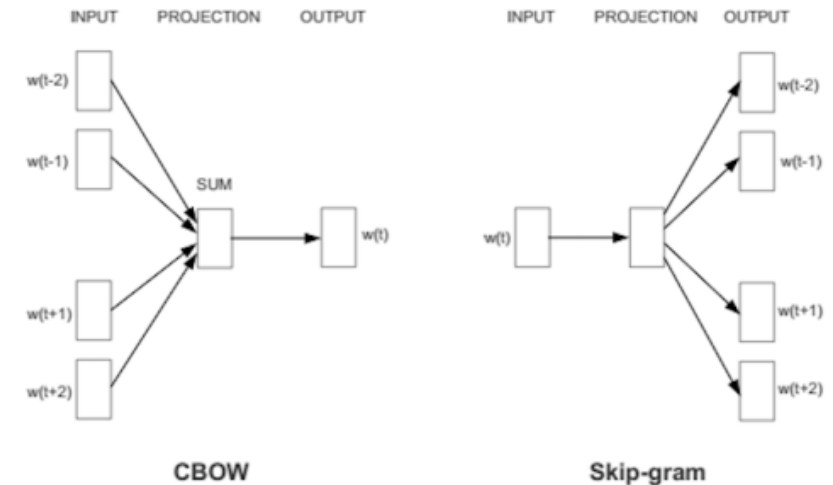 INPUT PROJECTION OUTPUT
w(t-2)
w(t-1)
SUM
w(t)
w(t+1)
w(t+2)
CBOW
INPUT PROJECTION OUTPUT
w(t-2)
w(t-1)
w(t)
w(t+1)
w(t+2)
Skip-gram